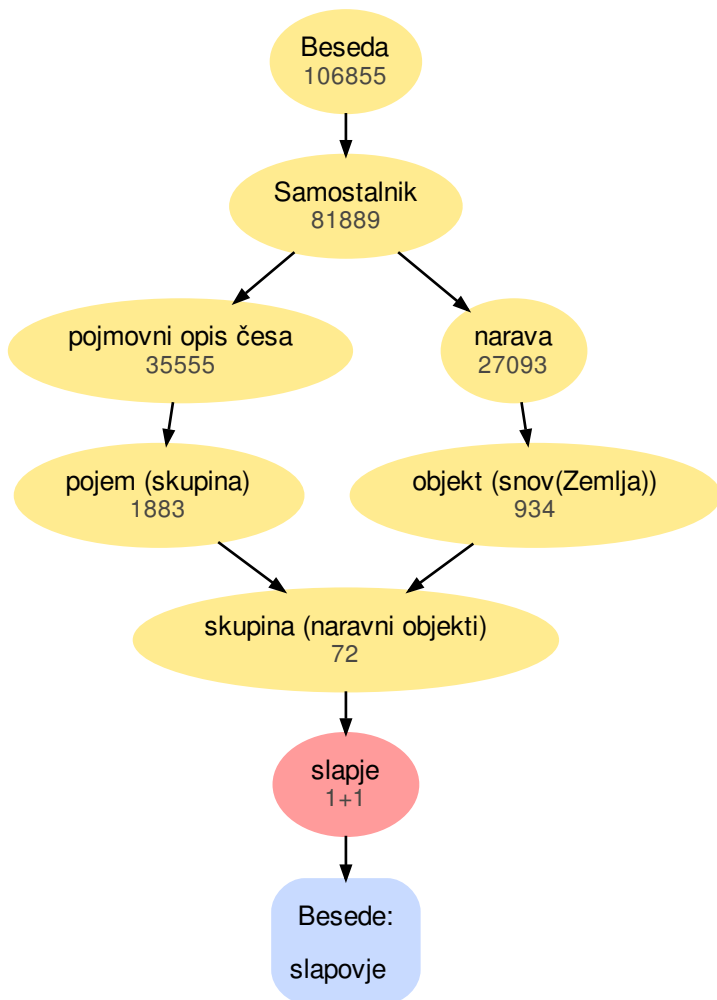 Beseda
106855
Samostalnik
81889
pojmovni opis česa
35555
narava
27093
pojem (skupina)
1883
objekt (snov(Zemlja))
934
skupina (naravni objekti)
72
slapje
1+1
Besede:
slapovje